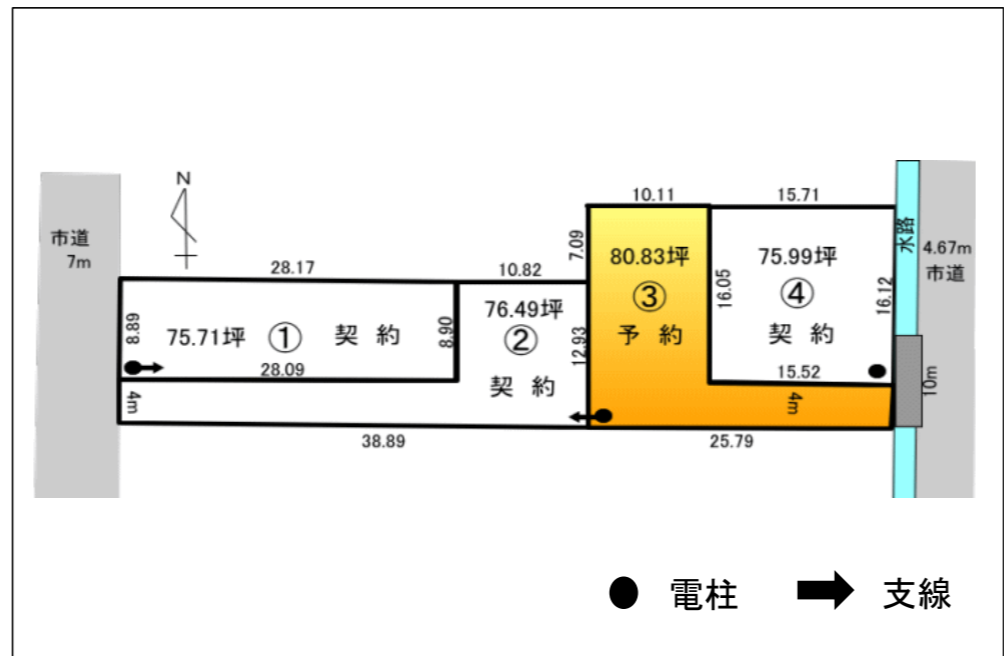 N
10.11
15.71
市道
7m
水路
4.67m
市道
7.09
80.83坪
③
予 約
75.99坪
④
契 約
16.05
16.12
28.17
10.82
8.89
75.71坪 ① 契 約
8.90
76.49坪
②
契 約
12.93
28.09
15.52
4m
4m
10m
38.89
25.79
電柱
支線